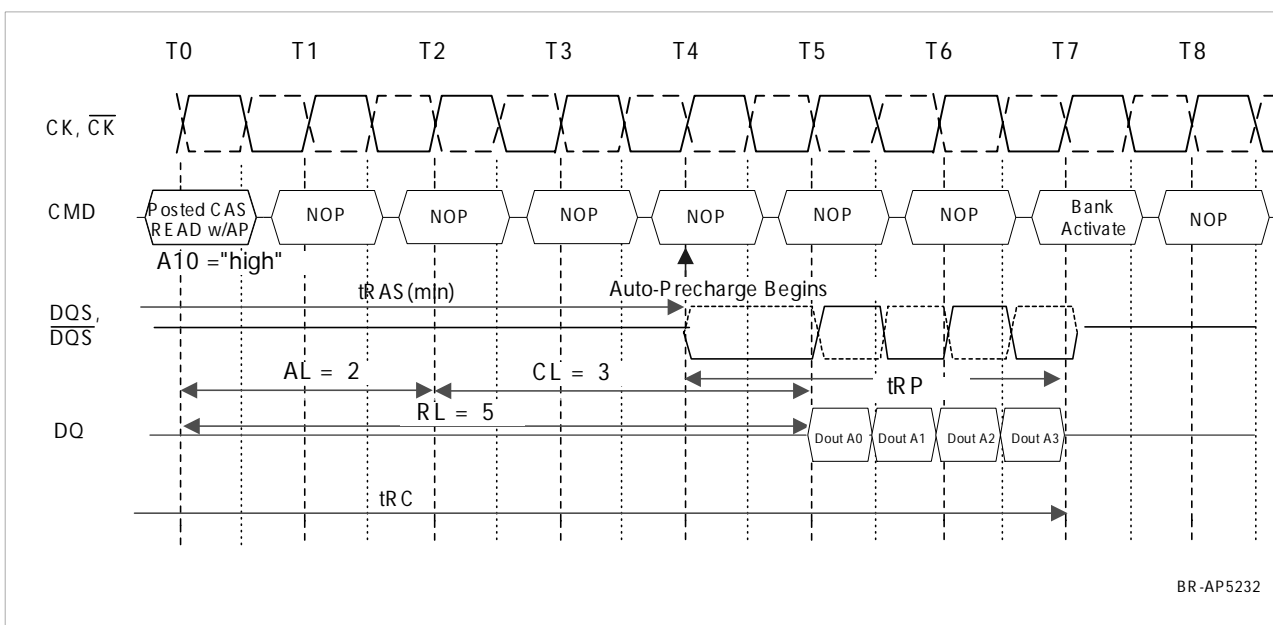 T0 T1 T2 T3 T4 T5 T6 T7 T8
CK, CK
CMD
Posted CAS
READ w/AP
NOP
NOP
NOP
NOP
NOP
NOP
Bank
Activate
NOP
A10 ="high"
tRAS(min)
Auto-Precharge Begins
DQS,
DQS
AL = 2
CL = 3
tRP
RL = 5
DQ
Dout A0
Dout A1
Dout A2
Dout A3
tRC
BR-AP5232